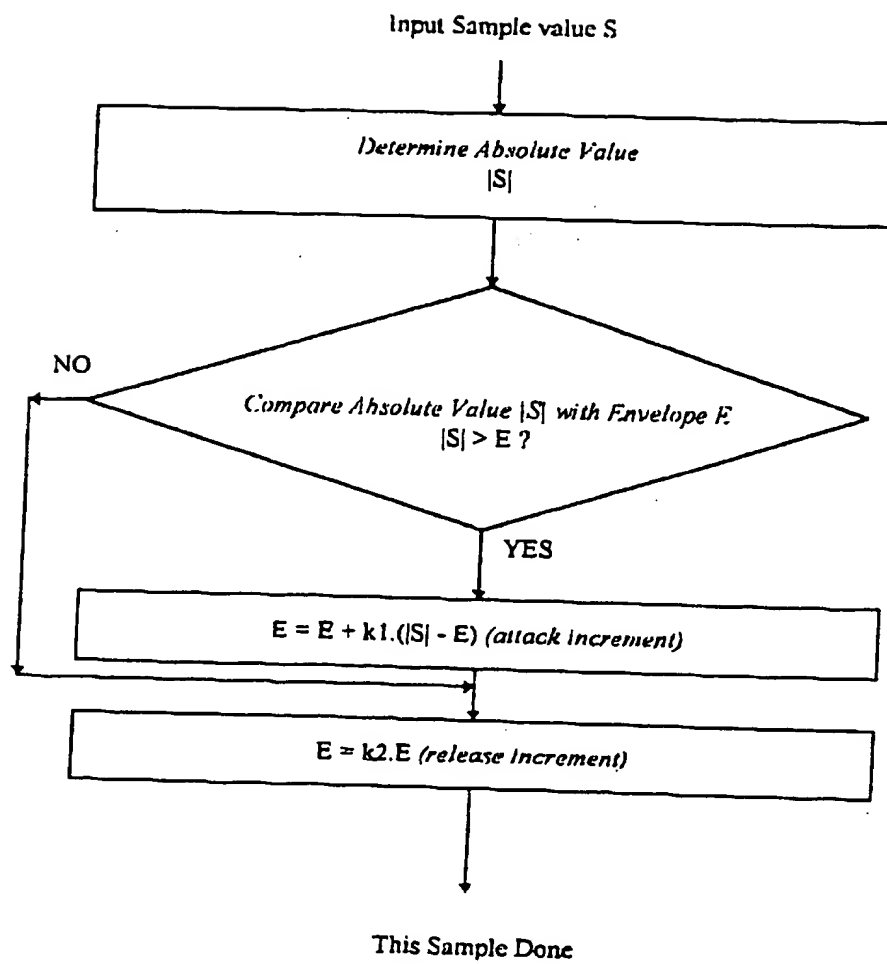 Input Sample value S
Determine Absolute Value
|S|
NO
Compare Absolute Value |S| with Envelope E
|S| > E ?
YES
E = E + k1.(|S| - E) (attack increment)
E = k2.E (release increment)
This Sample Done